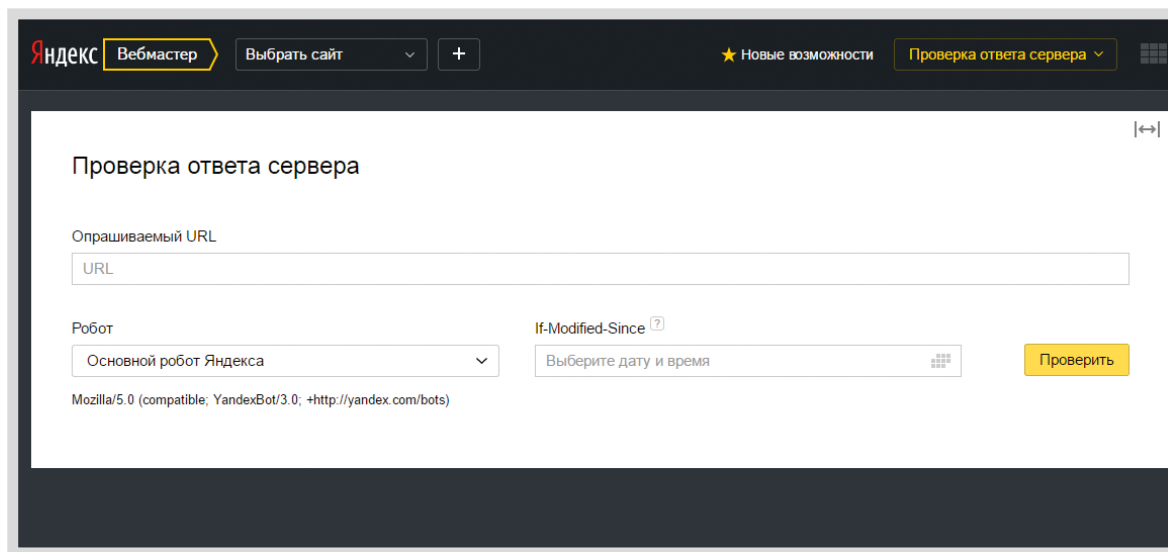 Яндекс Вебмастер Выбрать сайт + Новые возможности Проверка ответа сервера
Проверка ответа сервера
Опрашиваемый URL
URL
Робот If-Modified-Since ?
Основной робот Яндекса Выберите дату и время Проверить
Mozilla/5.0 (compatible; YandexBot/3.0; +http://yandex.com/bots)